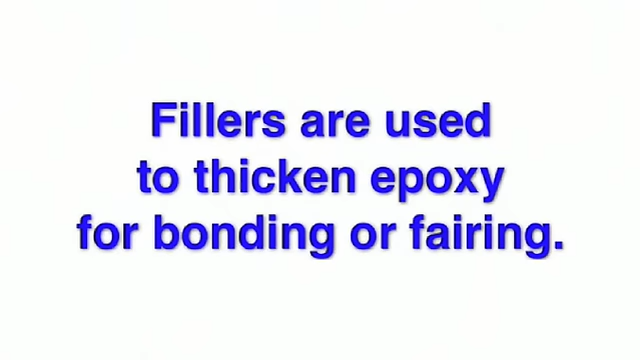 Fillers are used
to thicken epoxy
for bonding or fairing.